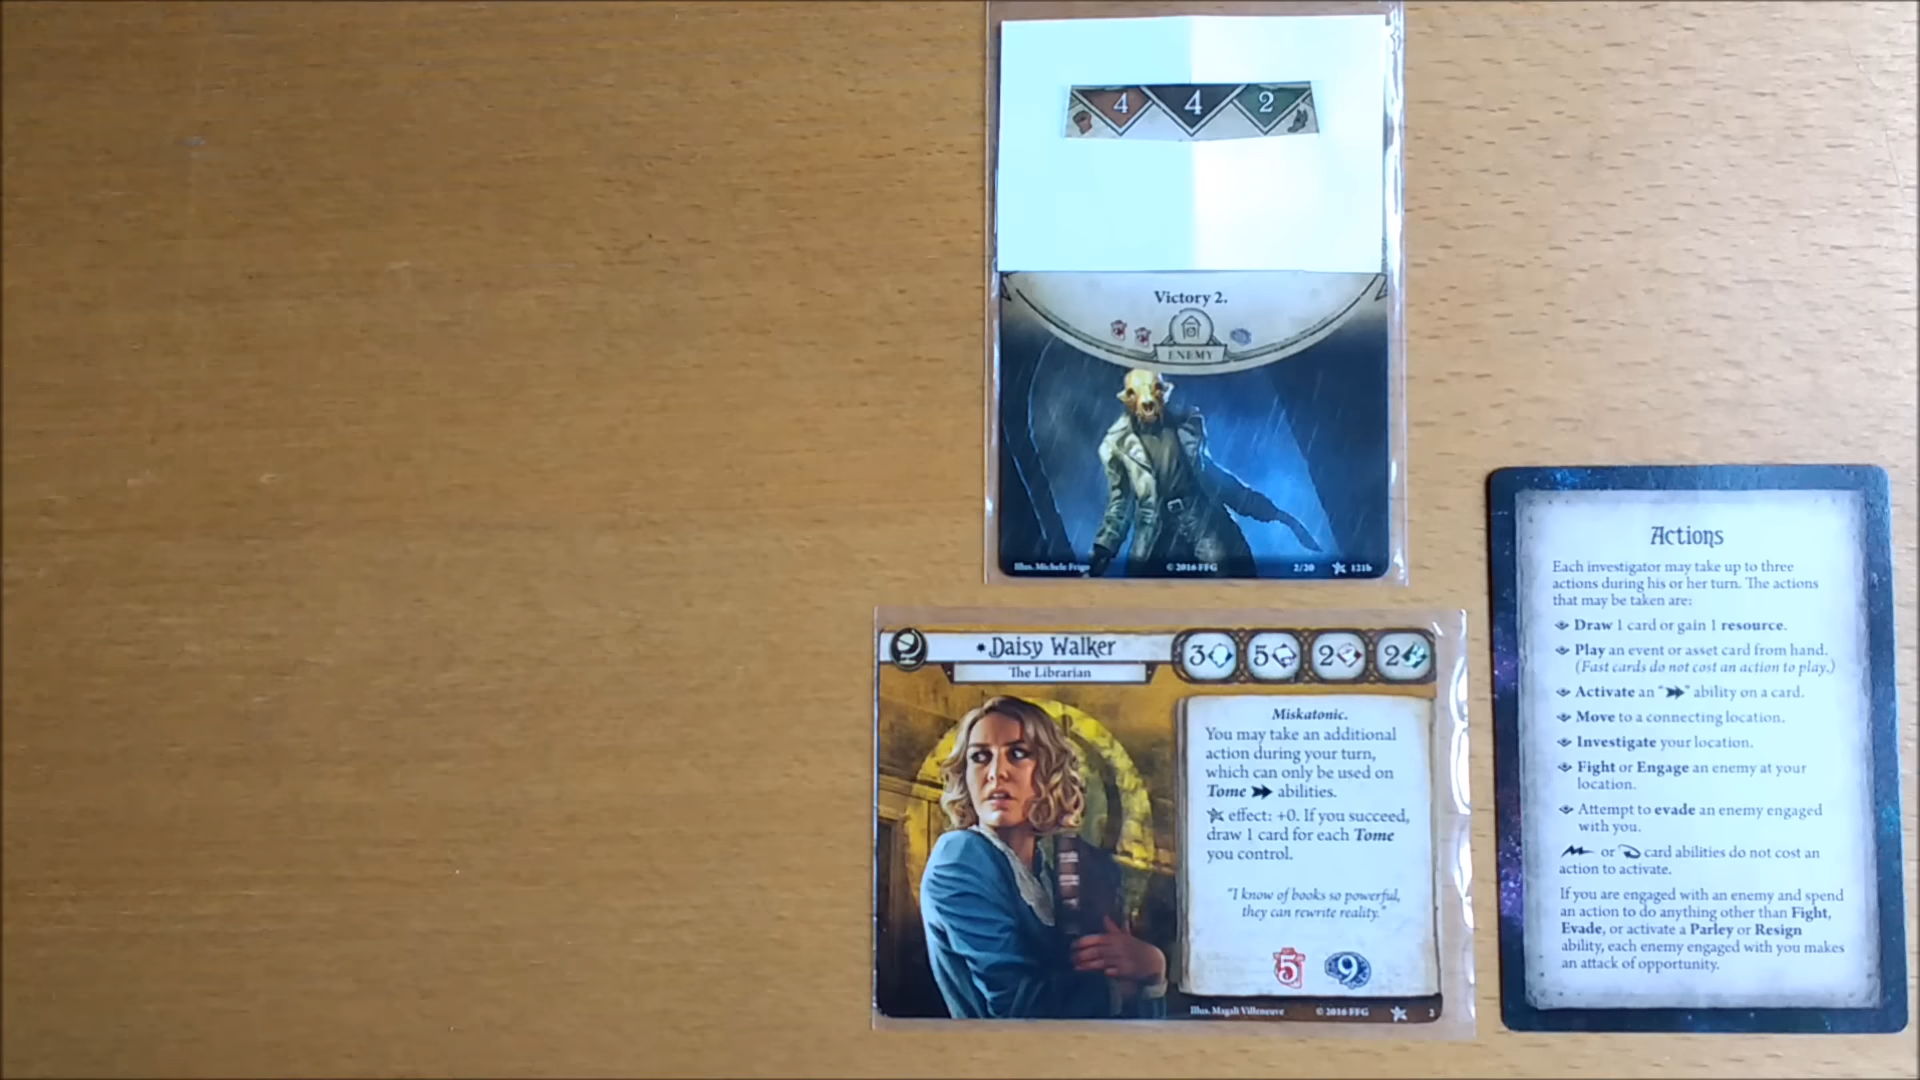 4 4 2
Victory 2.
ENEMY
Illus. Michele Frigo © 2016 FFG 2/20 121b
Daisy Walker 3 5 2 2
The Librarian
Miskatonic.
You may take an additional
action during your turn,
which can only be used on
Tome abilities.
effect: +0. If you succeed,
draw 1 card for each Tome
you control.
"I know of books so powerful,
they can rewrite reality."
5 9
Illus. Magali Villeneuve © 2016 FFG 2
Actions
Each investigator may take up to three
actions during his or her turn. The actions
that may be taken are:
Draw 1 card or gain 1 resource.
Play an event or asset card from hand.
(Fast cards do not cost an action to play.)
Activate an " " ability on a card.
Move to a connecting location.
Investigate your location.
Fight or Engage an enemy at your
location.
Attempt to evade an enemy engaged
with you.
or card abilities do not cost an
action to activate.
If you are engaged with an enemy and spend
an action to do anything other than Fight,
Evade, or activate a Parley or Resign
ability, each enemy engaged with you makes
an attack of opportunity.